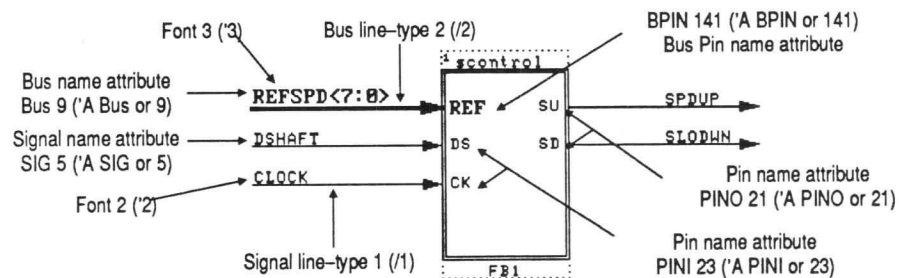 Font 3 ('3)
Bus line–type 2 (/2)
BPIN 141 ('A BPIN or 141)
Bus Pin name attribute
Bus name attribute
Bus 9 ('A Bus or 9)
REFSPD<7:0>
1 scontrol
REF
SU
SPDUP
Signal name attribute
SIG 5 ('A SIG or 5)
DSHAFT
DS
SD
SLODWN
CLOCK
CK
Font 2 ('2)
Pin name attribute
PINO 21 ('A PINO or 21)
Signal line–type 1 (/1)
Pin name attribute
PINI 23 ('A PINI or 23)
FB1